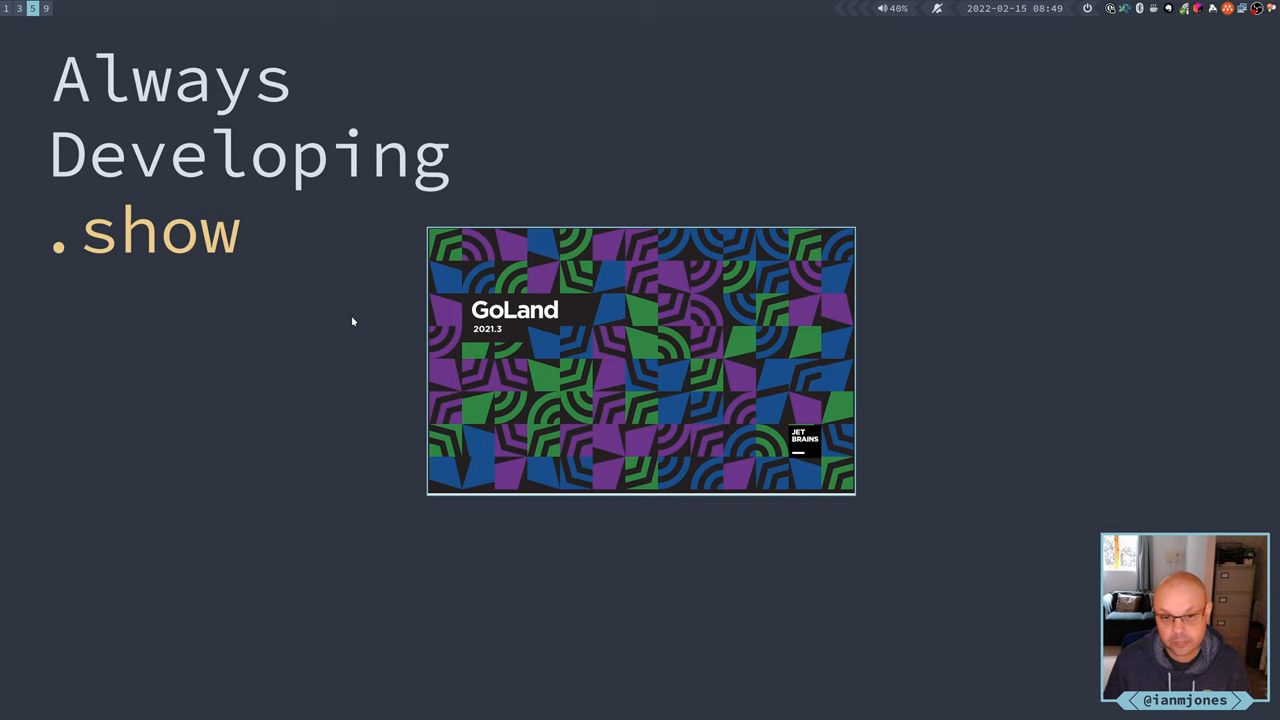 1 3 5 9
40%
2022-02-15 08:49
Always
Developing
.show
GoLand
2021.3
JET
BRAINS
@ianmjones